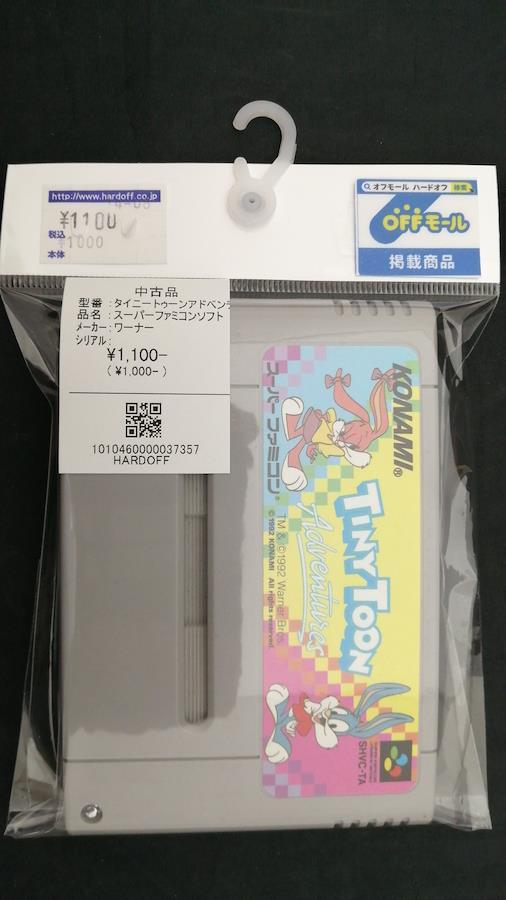 http://www.hardoff.co.jp
¥1100
税込
¥1000
本体
オフモール ハードオフ 検索
OFFモール
掲載商品
中古品
型番:タイニートゥーンアドベンチ
品名:スーパーファミコンソフト
メーカー:ワーナー
シリアル:
¥1,100-
(¥1,000-)
1010460000037357
HARDOFF
KONAMI®
スーパーファミコン
TINY TOON
Adventures
TM & ©1992 Warner Bros.
©1992 KONAMI All rights reserved.
SHVC-TA